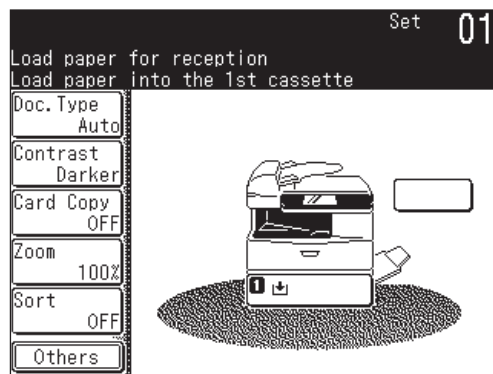 Set 01
Load paper for reception
Load paper into the 1st cassette
Doc.Type
Auto
Contrast
Darker
Card Copy
OFF
Zoom
100%
Sort
OFF
Others
1